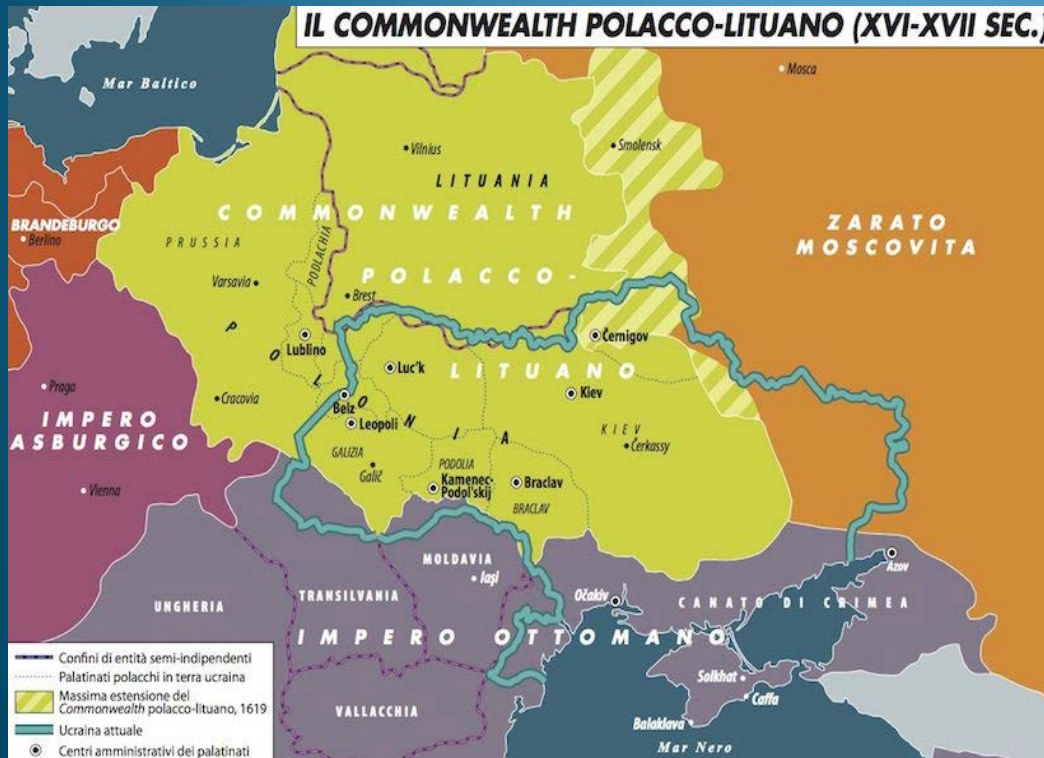 IL COMMONWEALTH POLACCO-LITUANO (XVI-XVII SEC.)
Mar Baltico
Mosca
Vilnius
Smolensk
LITUANIA
COMMONWEALTH
BRANDEBURGO
Berlino
PRUSSIA
PODLACHIA
ZARATO
MOSCOVITA
Varsavia
Brest
POLACCO-
POLONIA
Lublino
Černigov
Luc'k
LITUANO
Praga
Cracovia
Belz
Kiev
IMPERO
ASBURGICO
Leopoli
KIEV
Čerkassy
GALIZIA
Galič
PODOLIA
Kamenec-
Podol'skij
Braclav
BRACLAV
Vienna
MOLDAVIA
Iaşi
Azov
UNGHERIA
TRANSILVANIA
Očakiv
CANATO DI CRIMEA
IMPERO OTTOMANO
Solkhat
Caffa
VALLACCHIA
Balaklava
Mar Nero
Confini di entità semi-indipendenti
Palatinati polacchi in terra ucraina
Massima estensione del
Commonwealth polacco-lituano, 1619
Ucraina attuale
Centri amministrativi dei palatinati